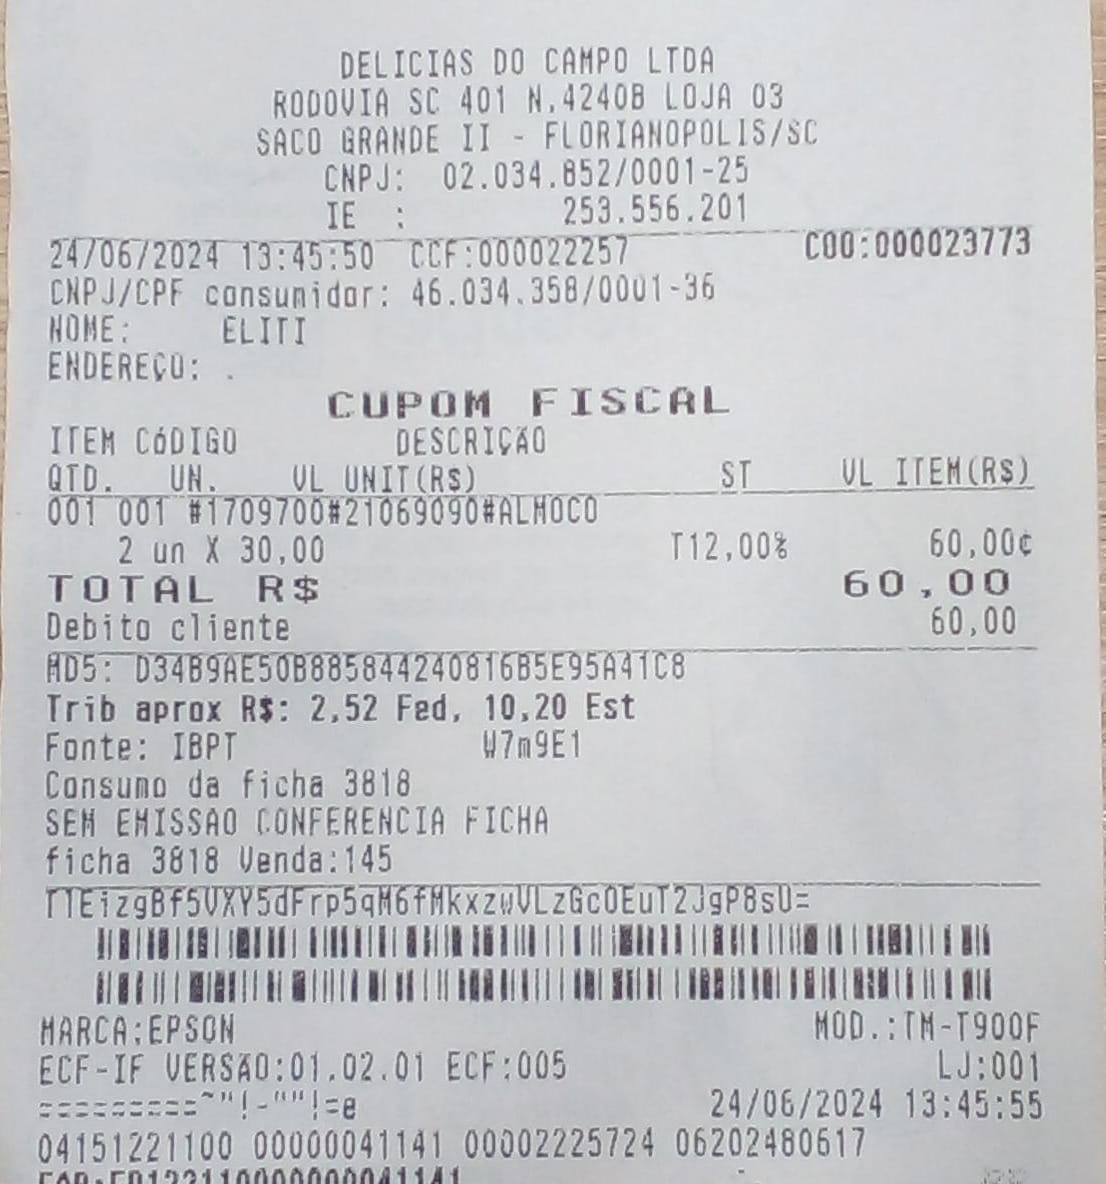 DELICIAS DO CAMPO LTDA
RODOVIA SC 401 N.4240B LOJA 03
SACO GRANDE II - FLORIANOPOLIS/SC
CNPJ: 02.034.852/0001-25
IE : 253.556.201
24/06/2024 13:45:50 CCF:000022257 COO:000023773
CNPJ/CPF consumidor: 46.034.358/0001-36
NOME: ELITI
ENDEREÇO: .
CUPOM FISCAL
ITEM CÓDIGO DESCRIÇÃO
QTD. UN. VL UNIT(R$) ST VL ITEM(R$)
001 001 #1709700#21069090#ALMOCO
2 un X 30,00 T12,00% 60,00¢
TOTAL R$ 60,00
Debito cliente 60,00
MD5: D34B9AE50B885844240816B5E95A41C8
Trib aprox R$: 2,52 Fed, 10,20 Est
Fonte: IBPT W7m9E1
Consumo da ficha 3818
SEM EMISSAO CONFERENCIA FICHA
ficha 3818 Venda:145
T1EizgBf5VXY5dFrp5qM6fMkxzwVLzGcOEuT2JgP8sU=
MARCA:EPSON MOD.:TM-T900F
ECF-IF VERSÃO:01.02.01 ECF:005 LJ:001
=========~"!-""!=@ 24/06/2024 13:45:55
04151221100 00000041141 00002225724 06202480617